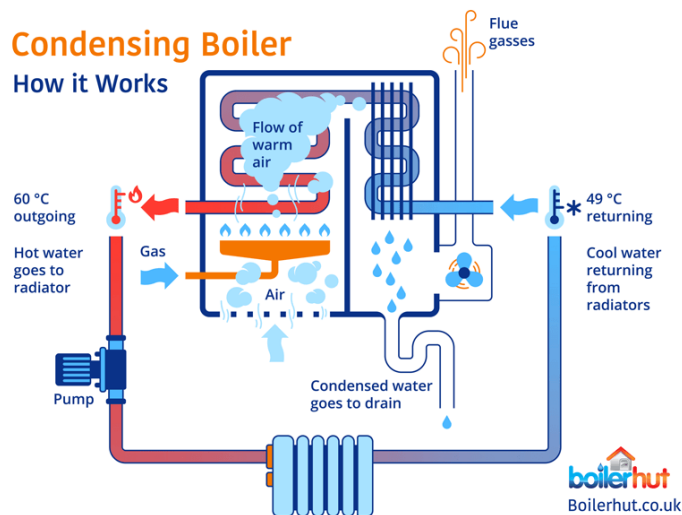 Condensing Boiler
How it Works
Flue
gasses
Flow of
warm
air
60 °C
outgoing
49 °C
returning
Hot water
goes to
radiator
Gas
Air
Cool water
returning
from
radiators
Pump
Condensed water
goes to drain
boilerhut
Boilerhut.co.uk